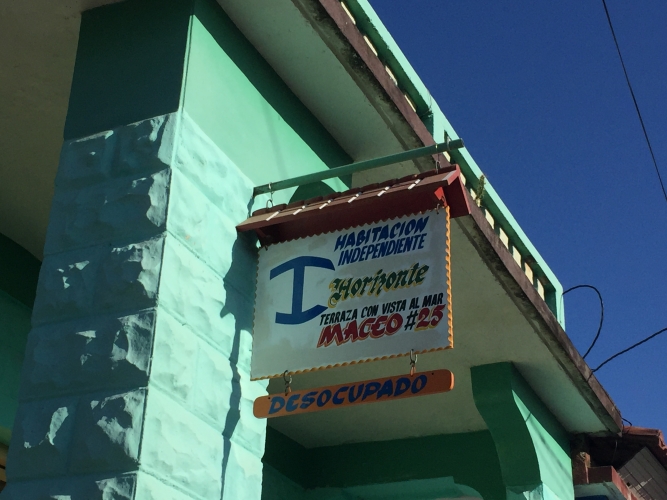 HABITACION
INDEPENDIENTE
Horizonte
TERRAZA CON VISTA AL MAR
MACEO #25
DESOCUPADO